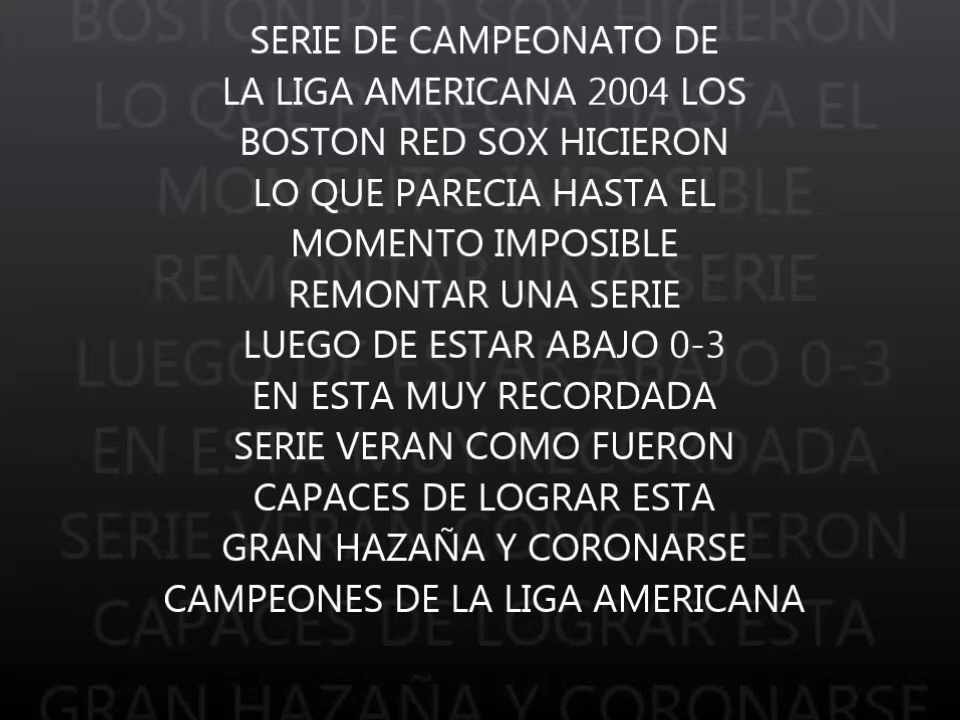 SERIE DE CAMPEONATO DE
LA LIGA AMERICANA 2004 LOS
BOSTON RED SOX HICIERON
LO QUE PARECIA HASTA EL
MOMENTO IMPOSIBLE
REMONTAR UNA SERIE
LUEGO DE ESTAR ABAJO 0-3
EN ESTA MUY RECORDADA
SERIE VERAN COMO FUERON
CAPACES DE LOGRAR ESTA
GRAN HAZAÑA Y CORONARSE
CAMPEONES DE LA LIGA AMERICANA